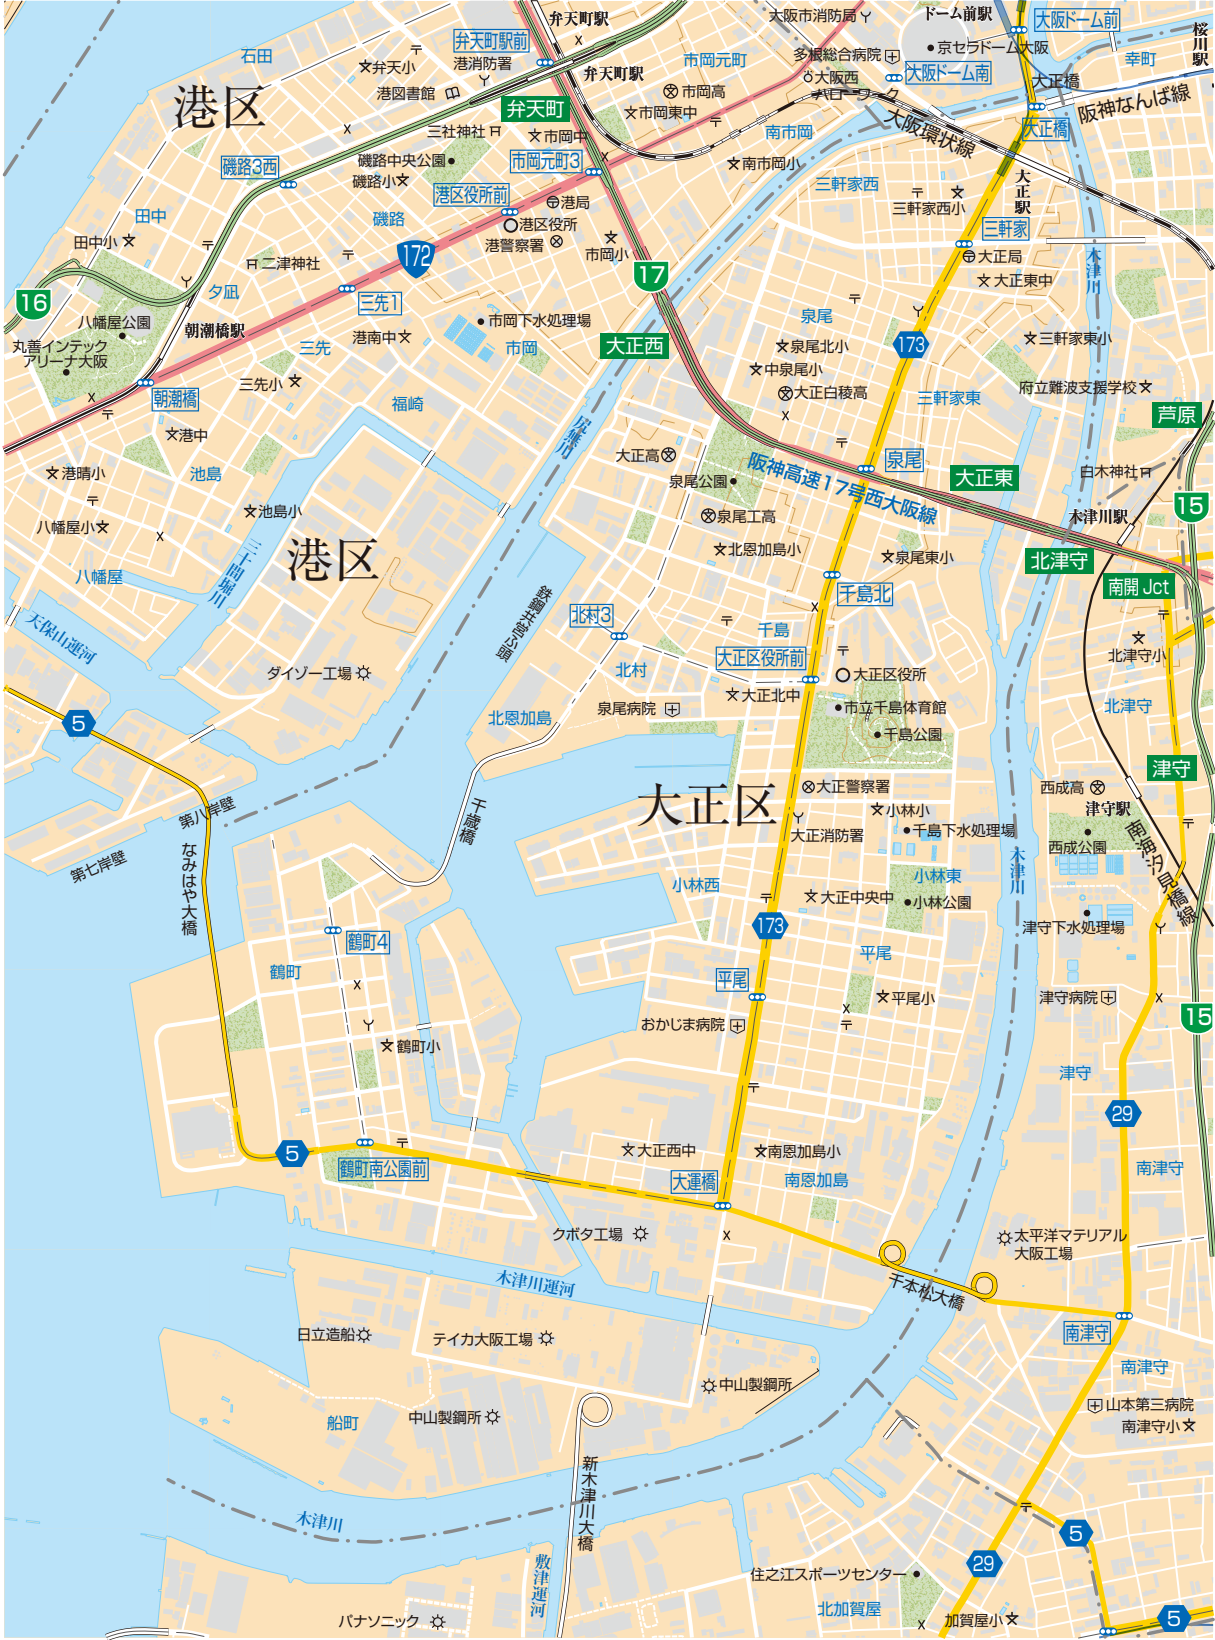 弁天町駅
大阪市消防局
ドーム前駅
大阪ドーム前
弁天町駅前
港消防署
石田
弁天小
弁天町駅
市岡元町
多根総合病院
京セラドーム大阪
桜川駅
幸町
港区
港図書館
市岡高
大阪西
ハローワーク
大阪ドーム南
大正橋
阪神なんば線
弁天町
市岡東中
三社神社
市岡中
南市岡
大阪環状線
大正橋
磯路3西
磯路中央公園
市岡元町3
南市岡小
磯路小
港区役所前
三軒家西
大正駅
田中
磯路
港局
港区役所
三軒家西小
三軒家
田中小
港警察署
市岡小
172
二津神社
17
大正局
大正東中
木津川
16
夕凪
三先1
八幡屋公園
朝潮橋駅
市岡下水処理場
泉尾
丸善インテック
アリーナ大阪
三先
港南中
市岡
大正西
泉尾北小
173
三軒家東小
中泉尾小
三先小
大正白稜高
三軒家東
府立難波支援学校
朝潮橋
福崎
芦原
港中
尻無川
大正高
泉尾
阪神高速17号西大阪線
大正東
港晴小
池島
泉尾公園
白木神社
15
池島小
泉尾工高
木津川駅
八幡屋小
三十間堀川
港区
北恩加島小
泉尾東小
北津守
八幡屋
千島北
南開 Jct
鉄鋼共営ふ頭
北村3
千島
天保山運河
大正区役所前
北津守小
ダイゾー工場
北村
大正区役所
大正北中
北津守
5
北恩加島
泉尾病院
市立千島体育館
千島公園
津守
大正区
大正警察署
西成高
第八岸壁
千歳橋
小林小
津守駅
なみはや大橋
大正消防署
千島下水処理場
西成公園
南海汐見橋線
第七岸壁
小林西
小林東
木津川
大正中央中
小林公園
173
津守下水処理場
鶴町4
平尾
鶴町
平尾
平尾小
津守病院
おかじま病院
15
鶴町小
津守
29
5
大正西中
南恩加島小
鶴町南公園前
大運橋
南恩加島
南津守
クボタ工場
太平洋マテリアル
大阪工場
木津川運河
千本松大橋
日立造船
テイカ大阪工場
南津守
中山製鋼所
南津守
船町
中山製鋼所
山本第三病院
南津守小
新木津川大橋
木津川
5
29
敷津運河
住之江スポーツセンター
北加賀屋
パナソニック
加賀屋小
5